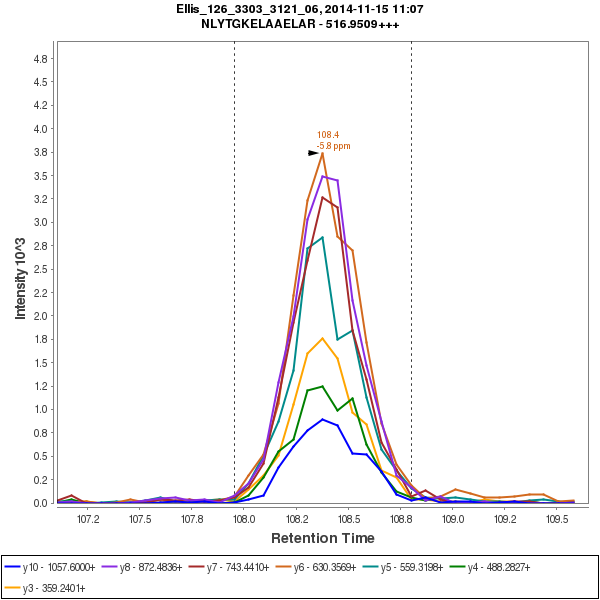 Ellis_126_3303_3121_06, 2014-11-15 11:07
NLYTGKELAAELAR - 516.9509+++
Intensity 10^3
4.8
4.5
4.2
4.0
3.8
3.5
3.2
3.0
2.8
2.5
2.2
2.0
1.8
1.5
1.2
1.0
0.8
0.5
0.2
0.0
108.4
-5.8 ppm
107.2 107.5 107.8 108.0 108.2 108.5 108.8 109.0 109.2 109.5
Retention Time
y10 - 1057.6000+ y8 - 872.4836+ y7 - 743.4410+ y6 - 630.3569+ y5 - 559.3198+ y4 - 488.2827+
y3 - 359.2401+